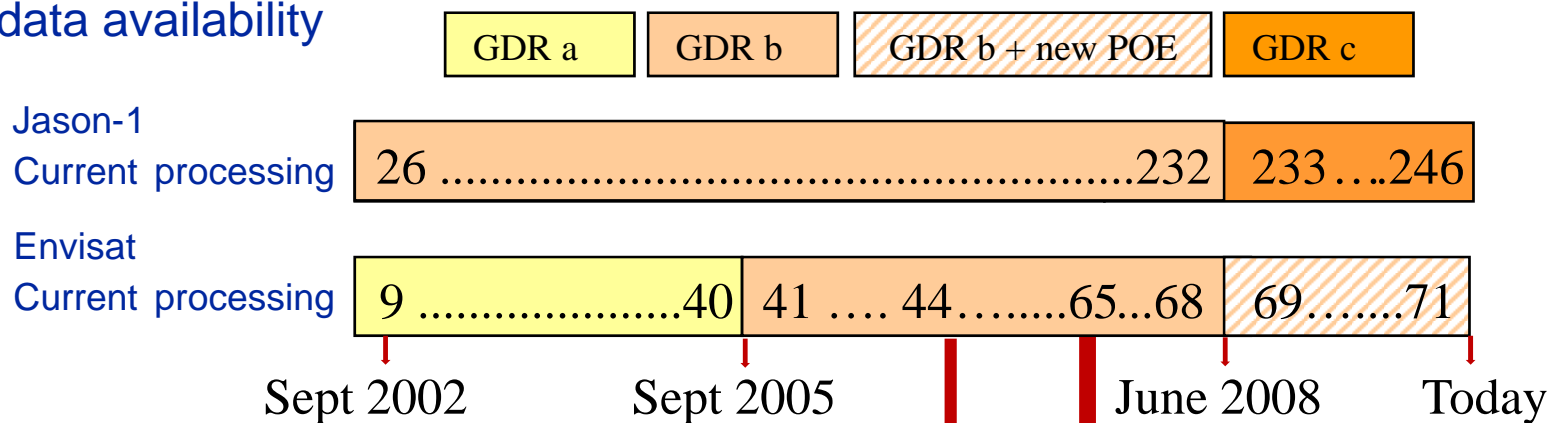 data availability
GDR a GDR b GDR b + new POE GDR c
Jason-1
Current processing 26 .......................................................232 233 ….246
Envisat
Current processing 9 .....................40 41 …. 44….....65...68 69….....71
Sept 2002 Sept 2005 June 2008 Today